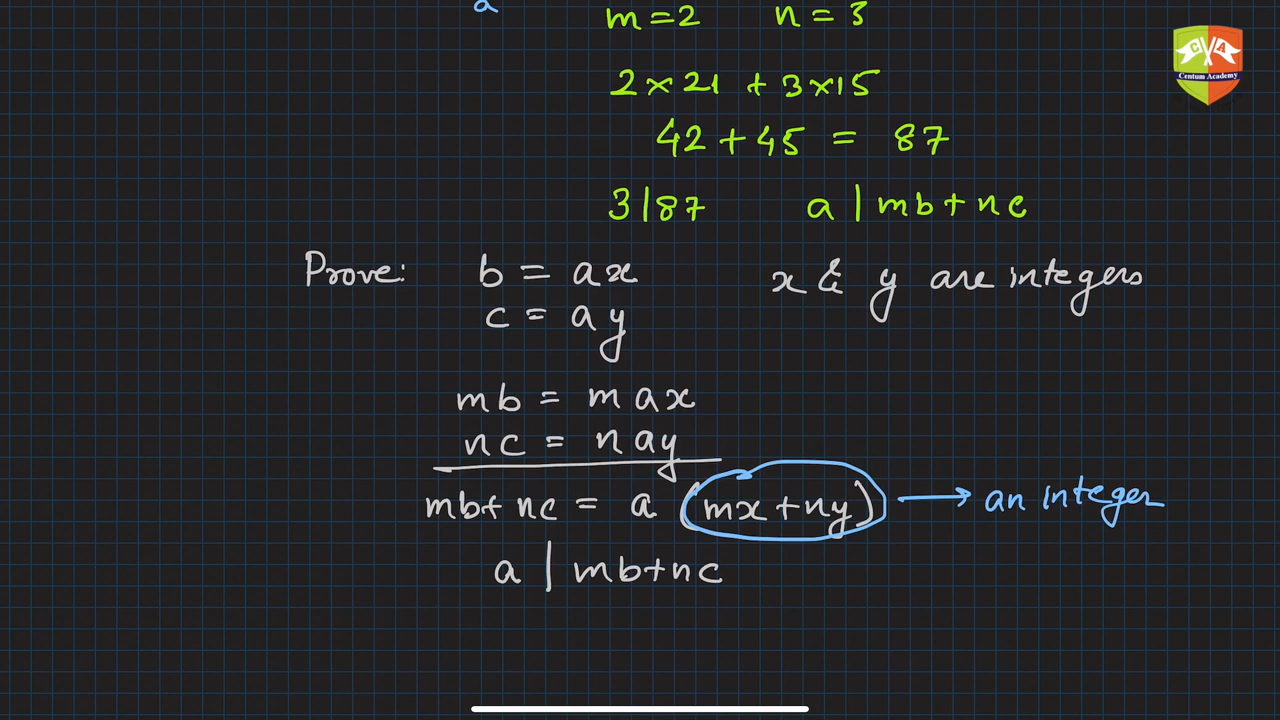 a
m = 2 n = 3
2 × 21 + 3 × 15
42 + 45 = 87
3 | 87 a | mb + nc
Prove: b = ax x & y are integers
c = ay
mb = max
nc = nay
mb + nc = a (mx + ny) → an integer
a | mb + nc
C A
Centum Academy